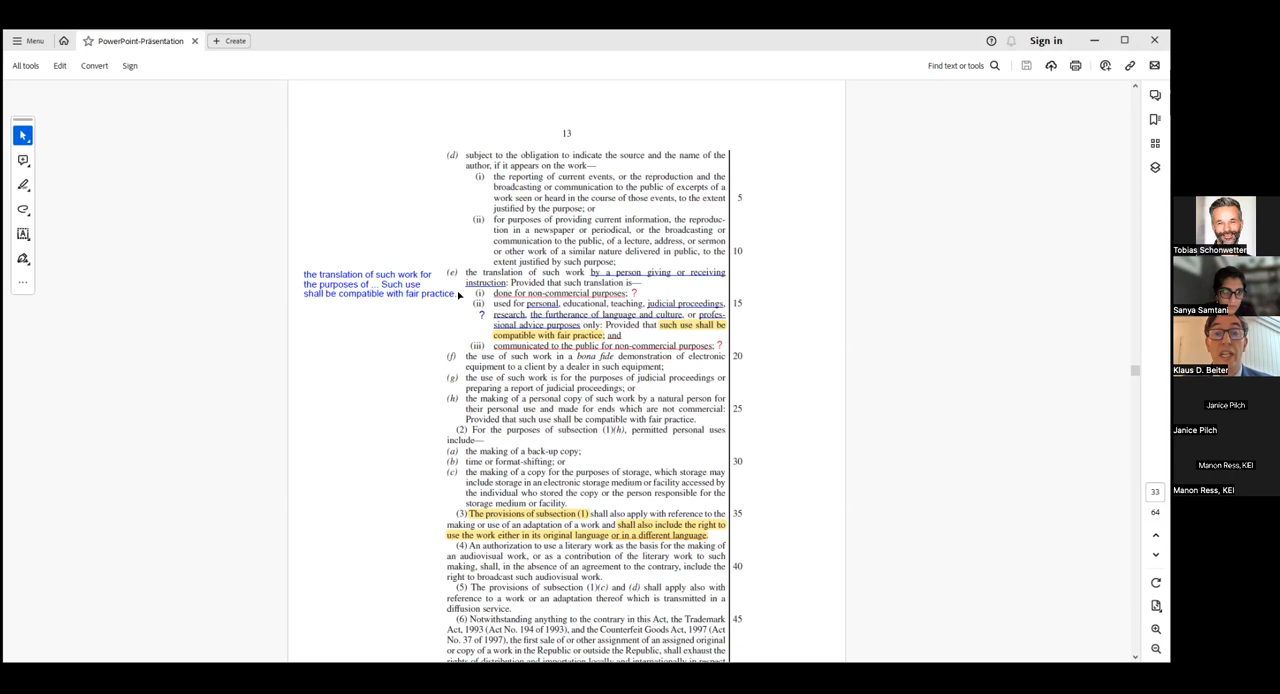 Menu
PowerPoint-Präsentation
Create
Sign in
All tools
Edit
Convert
Sign
Find text or tools
13
(d) subject to the obligation to indicate the source and the name of the
author, if it appears on the work—
(i) the reporting of current events, or the reproduction and the
broadcasting or communication to the public of excerpts of a
work seen or heard in the course of those events, to the extent
5
justified by the purpose; or
(ii) for purposes of providing current information, the reproduc-
tion in a newspaper or periodical, or the broadcasting or
communication to the public, of a lecture, address, or sermon
or other work of a similar nature delivered in public, to the
10
extent justified by such purpose;
the translation of such work for
the purposes of ... Such use
shall be compatible with fair practice.
(e) the translation of such work by a person giving or receiving
instruction: Provided that such translation is—
(i) done for non-commercial purposes; ?
(ii) used for personal, educational, teaching, judicial proceedings,
15
? research, the furtherance of language and culture, or profes-
sional advice purposes only: Provided that such use shall be
compatible with fair practice; and
(iii) communicated to the public for non-commercial purposes; ?
(f) the use of such work in a bona fide demonstration of electronic
20
equipment to a client by a dealer in such equipment;
(g) the use of such work is for the purposes of judicial proceedings or
preparing a report of judicial proceedings; or
(h) the making of a personal copy of such work by a natural person for
their personal use and made for ends which are not commercial:
25
Provided that such use shall be compatible with fair practice.
(2) For the purposes of subsection (1)(h), permitted personal uses
include—
(a) the making of a back-up copy;
(b) time or format-shifting; or
30
(c) the making of a copy for the purposes of storage, which storage may
include storage in an electronic storage medium or facility accessed by
the individual who stored the copy or the person responsible for the
storage medium or facility.
(3) The provisions of subsection (1) shall also apply with reference to the
35
making or use of an adaptation of a work and shall also include the right to
use the work either in its original language or in a different language.
(4) An authorization to use a literary work as the basis for the making of
an audiovisual work, or as a contribution of the literary work to such
making, shall, in the absence of an agreement to the contrary, include the
40
right to broadcast such audiovisual work.
(5) The provisions of subsection (1)(c) and (d) shall apply also with
reference to a work or an adaptation thereof which is transmitted in a
diffusion service.
(6) Notwithstanding anything to the contrary in this Act, the Trademark
45
Act, 1993 (Act No. 194 of 1993), and the Counterfeit Goods Act, 1997 (Act
No. 37 of 1997), the first sale of or other assignment of an assigned original
or copy of a work in the Republic or outside the Republic, shall exhaust the
rights of distribution and importation locally and internationally in respect
33
64
Tobias Schonwetter
Sanya Samtani
Klaus D. Beiter
Janice Pilch
Janice Pilch
Manon Ress, KEI
Manon Ress, KEI